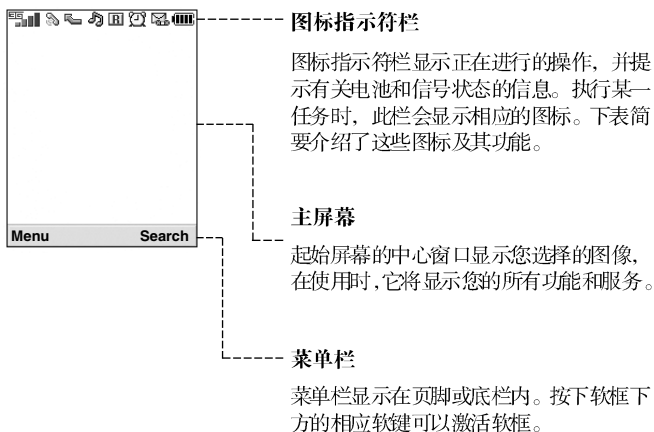 图标指示符栏
图标指示符栏显示正在进行的操作，并提
示有关电池和信号状态的信息。执行某一
任务时，此栏会显示相应的图标。下表简
要介绍了这些图标及其功能。
主屏幕
Menu Search
起始屏幕的中心窗口显示您选择的图像，
在使用时，它将显示您的所有功能和服务。
菜单栏
菜单栏显示在页脚或底栏内。按下软框下
方的相应软键可以激活软框。